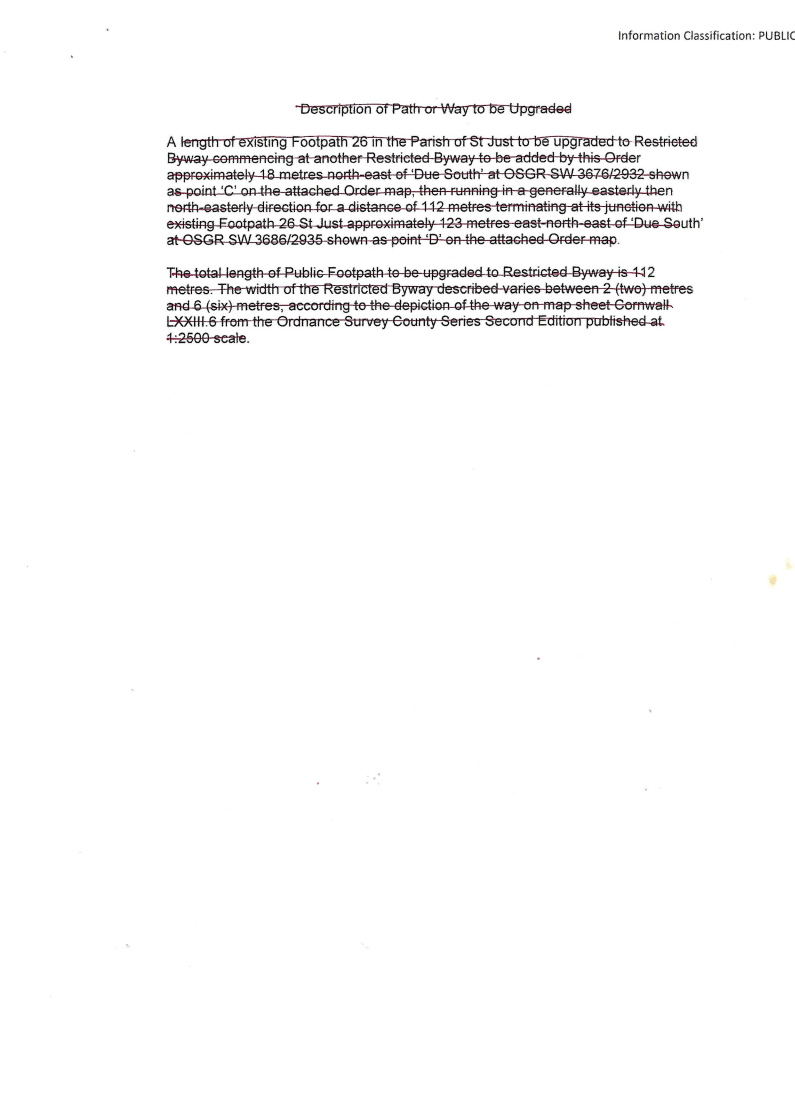 Information Classification: PUBLIC
Description of Path or Way to be Upgraded
A length of existing Footpath 26 in the Parish of St Just to be upgraded to Restricted
Byway commencing at another Restricted Byway to be added by this Order
approximately 18 metres north-east of ‘Due South’ at OSGR SW 3676/2932 shown
as point ‘C’ on the attached Order map, then running in a generally easterly then
north-easterly direction for a distance of 112 metres terminating at its junction with
existing Footpath 26 St Just approximately 123 metres east-north-east of ‘Due South’
at OSGR SW 3686/2935 shown as point ‘D’ on the attached Order map.
The total length of Public Footpath to be upgraded to Restricted Byway is 112
metres. The width of the Restricted Byway described varies between 2 (two) metres
and 6 (six) metres, according to the depiction of the way on map sheet Cornwall
LXXIII.6 from the Ordnance Survey County Series Second Edition published at
1:2500 scale.